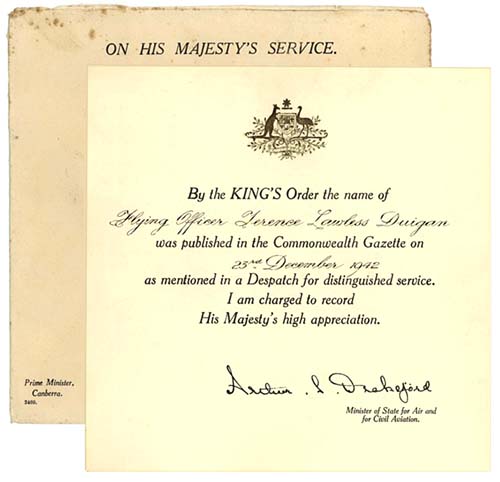 ON HIS MAJESTY'S SERVICE.
By the KING'S Order the name of
Flying Officer Terence Lawless Duigan
was published in the Commonwealth Gazette on
23rd December 1942
as mentioned in a Despatch for distinguished service.
I am charged to record
His Majesty's high appreciation.
Arthur S. Drakeford
Minister of State for Air and
for Civil Aviation.
Prime Minister,
Canberra.